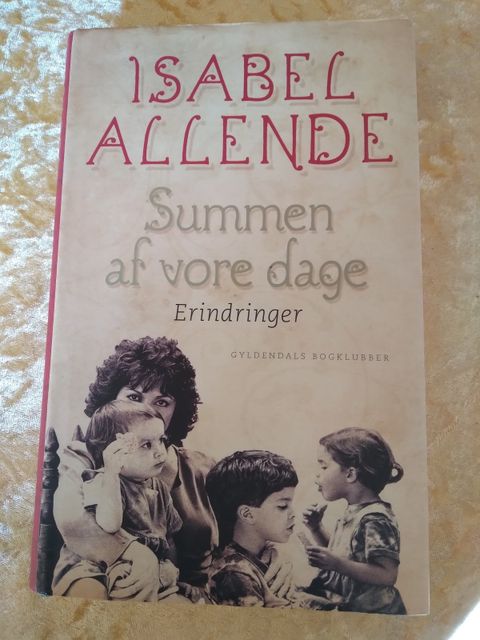 ISABEL
ALLENDE
Summen
af vore dage
Erindringer
GYLDENDALS BOGKLUBBER